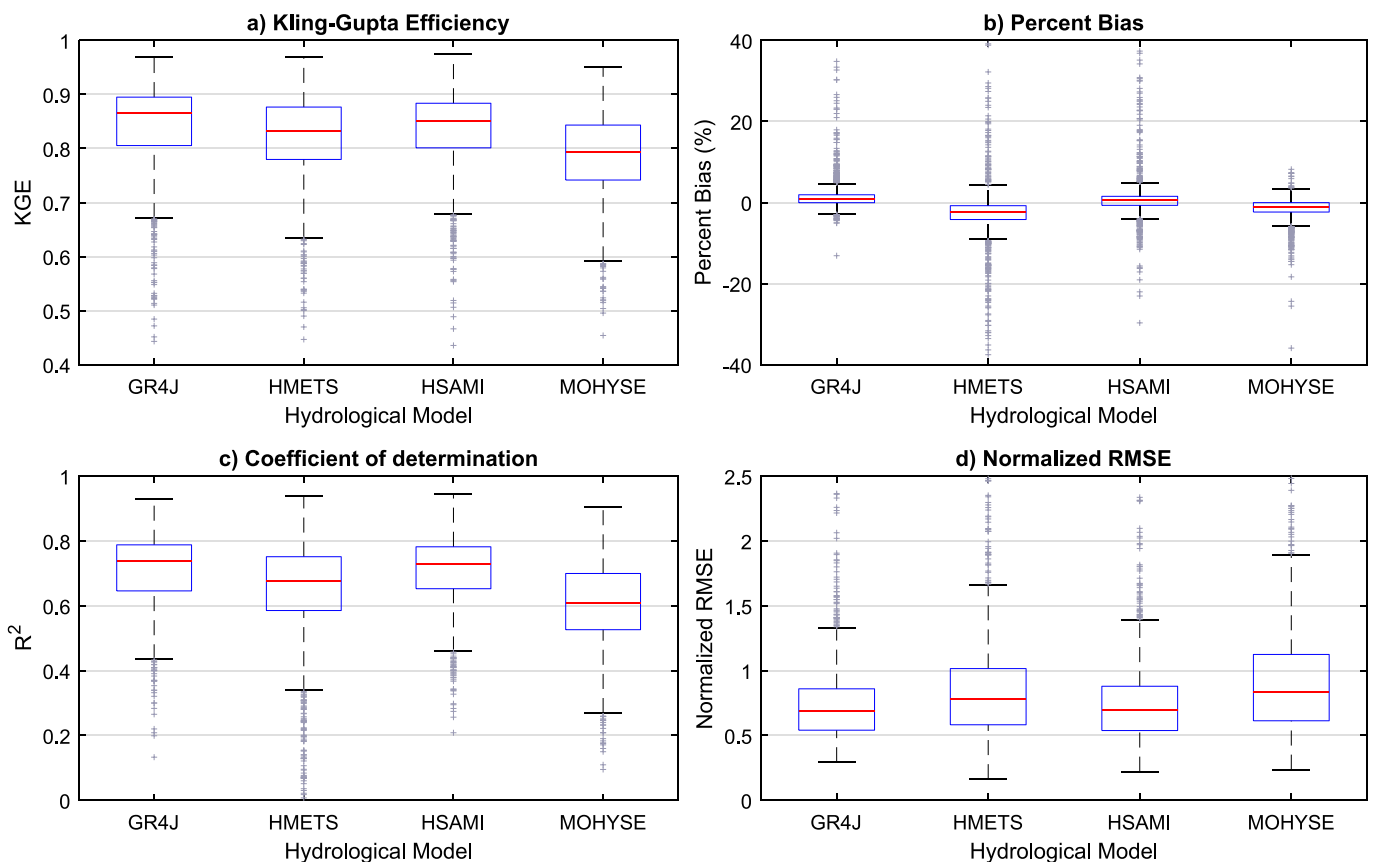 a) Kling-Gupta Efficiency
1
0.9
0.8
0.7
0.6
0.5
0.4
KGE
GR4J HMETS HSAMI MOHYSE
Hydrological Model
b) Percent Bias
40
20
0
-20
-40
Percent Bias (%)
GR4J HMETS HSAMI MOHYSE
Hydrological Model
c) Coefficient of determination
1
0.8
0.6
0.4
0.2
0
R²
GR4J HMETS HSAMI MOHYSE
Hydrological Model
d) Normalized RMSE
2.5
2
1.5
1
0.5
0
Normalized RMSE
GR4J HMETS HSAMI MOHYSE
Hydrological Model